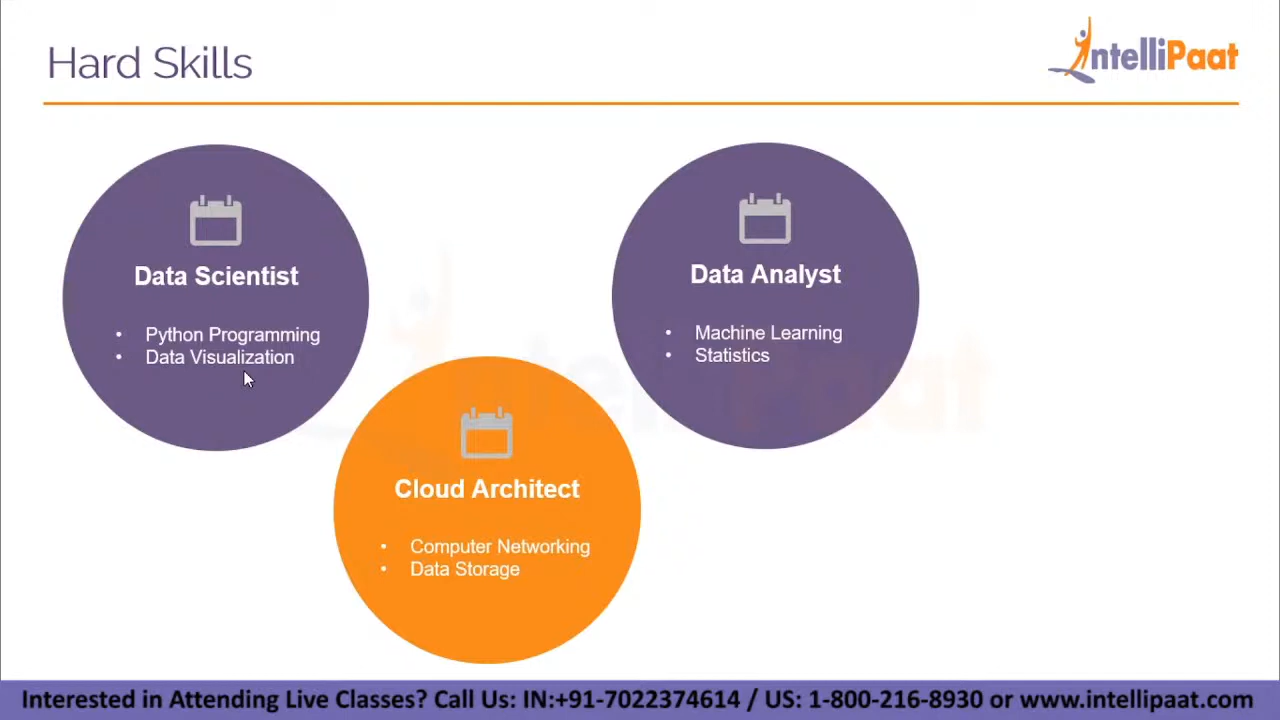 Hard Skills
IntelliPaat
Data Scientist
• Python Programming
• Data Visualization
Data Analyst
• Machine Learning
• Statistics
Cloud Architect
• Computer Networking
• Data Storage
IntelliPaat
Interested in Attending Live Classes? Call Us: IN:+91-7022374614 / US: 1-800-216-8930 or www.intellipaat.com